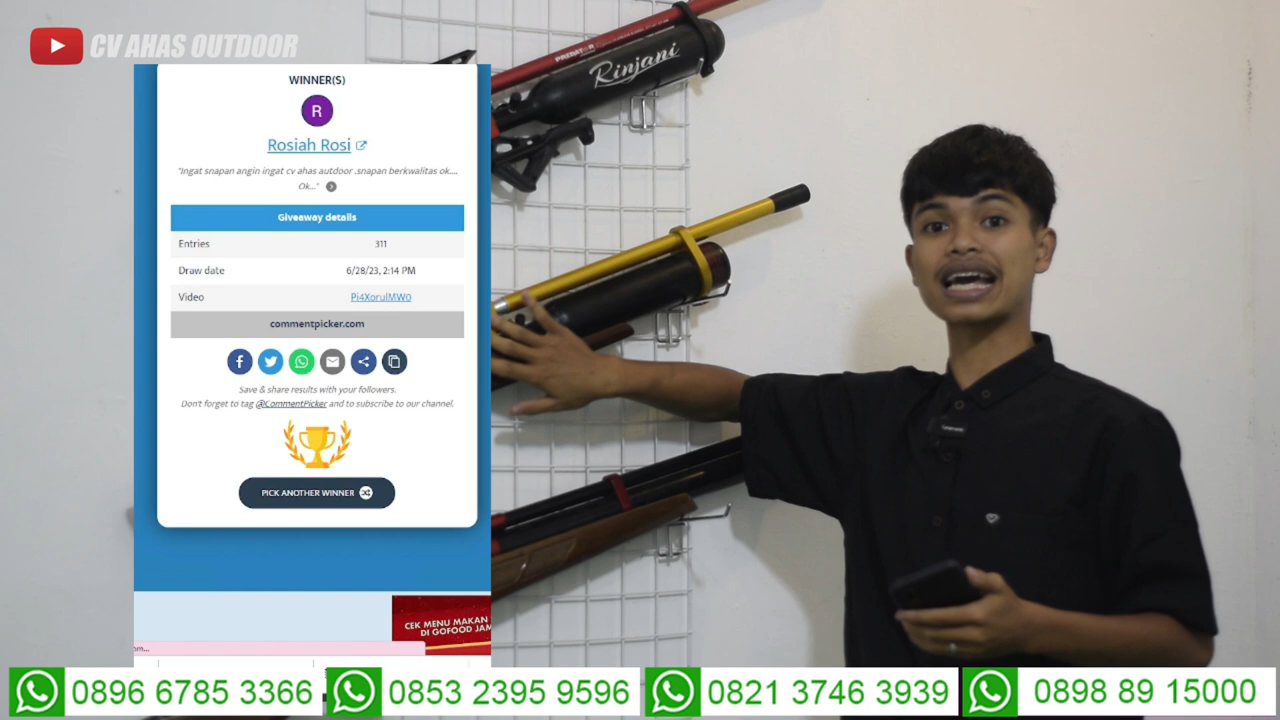 CV AHAS OUTDOOR
WINNER(S)
R
Rosiah Rosi
"Ingat snapan angin ingat cv ahas autdoor .snapan berkwalitas ok....
Ok..."
Giveaway details
Entries 311
Draw date 6/28/23, 2:14 PM
Video Pi4XorulMW0
commentpicker.com
Save & share results with your followers.
Don't forget to tag @CommentPicker and to subscribe to our channel.
PICK ANOTHER WINNER
CEK MENU MAKAN
DI GOFOOD JAM
PREDATOR
Rinjani
0896 6785 3366
0853 2395 9596
0821 3746 3939
0898 89 15000